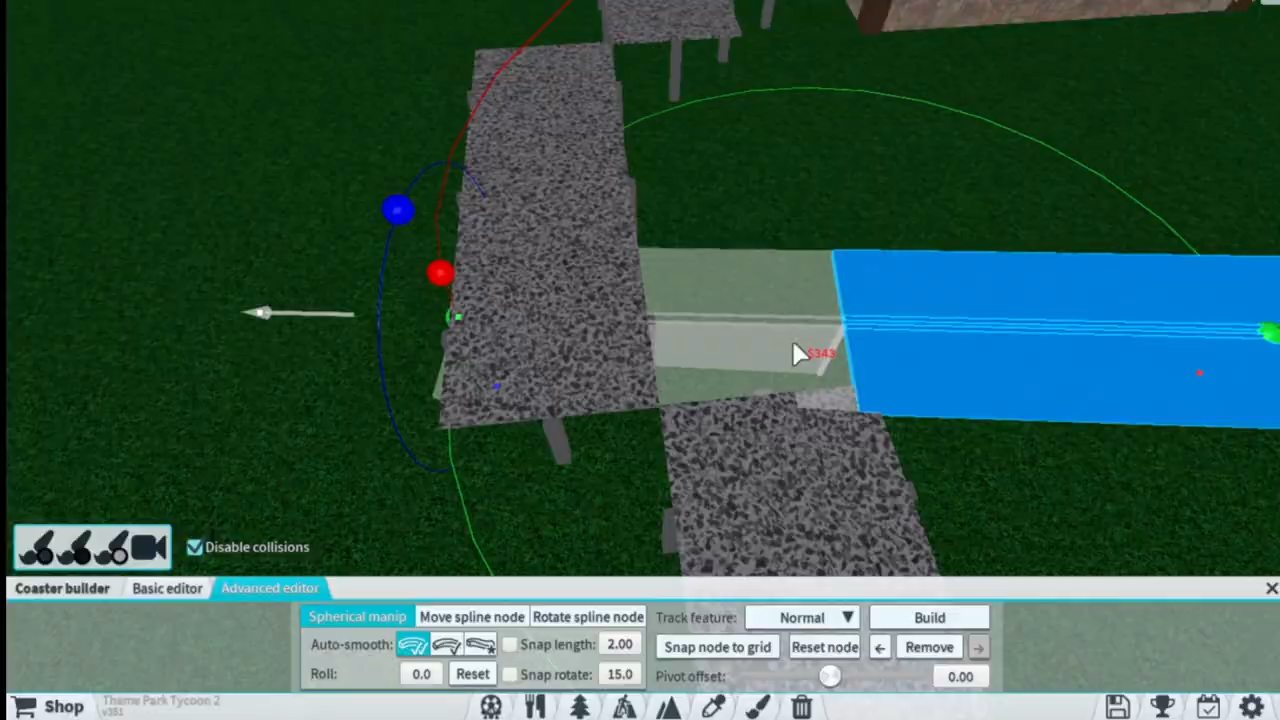 $343
Disable collisions
Coaster builder Basic editor Advanced editor
Spherical manip Move spline node Rotate spline node Track feature: Normal Build
Auto-smooth: Snap length: 2.00 Snap node to grid Reset node Remove
Roll: 0.0 Reset Snap rotate: 15.0 Pivot offset: 0.00
Shop Theme Park Tycoon 2
v351